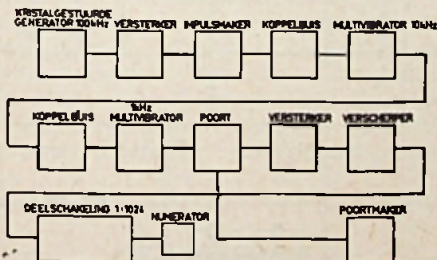 KRISTALGESTUURDE
GENERATOR 100kHz VERSTERKER IMPULSMAKER KOPPELBUIS MULTIVIBRATOR 10kHz
1kHz
KOPPELBUIS MULTIVIBRATOR POORT VERSTERKER VERSCHERPER
DEELSCHAKELING 1:1024 NUMERATOR POORTMAKER